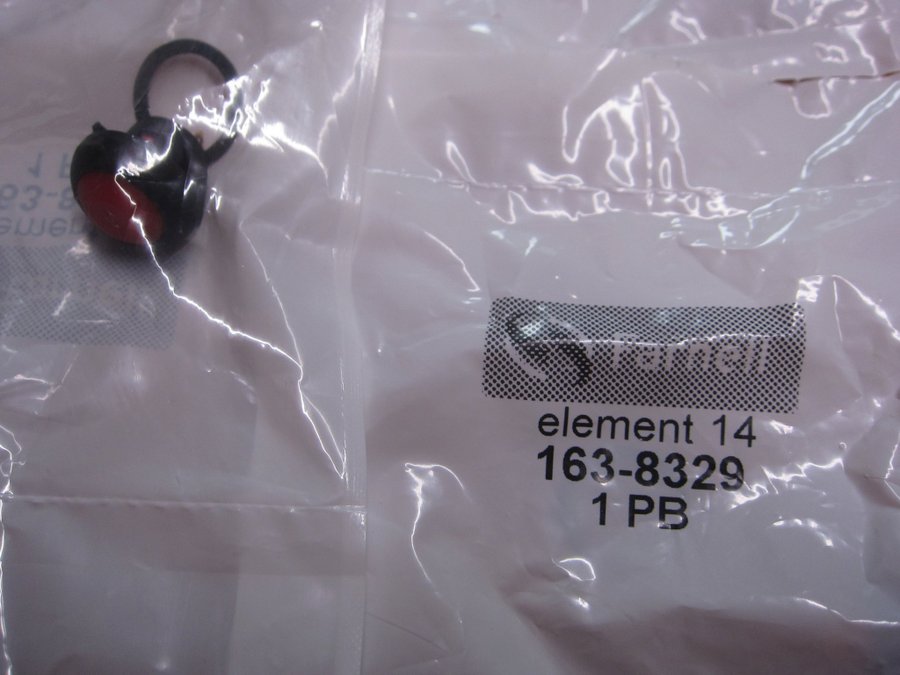 Farnell
element 14
163-8329
1 PB